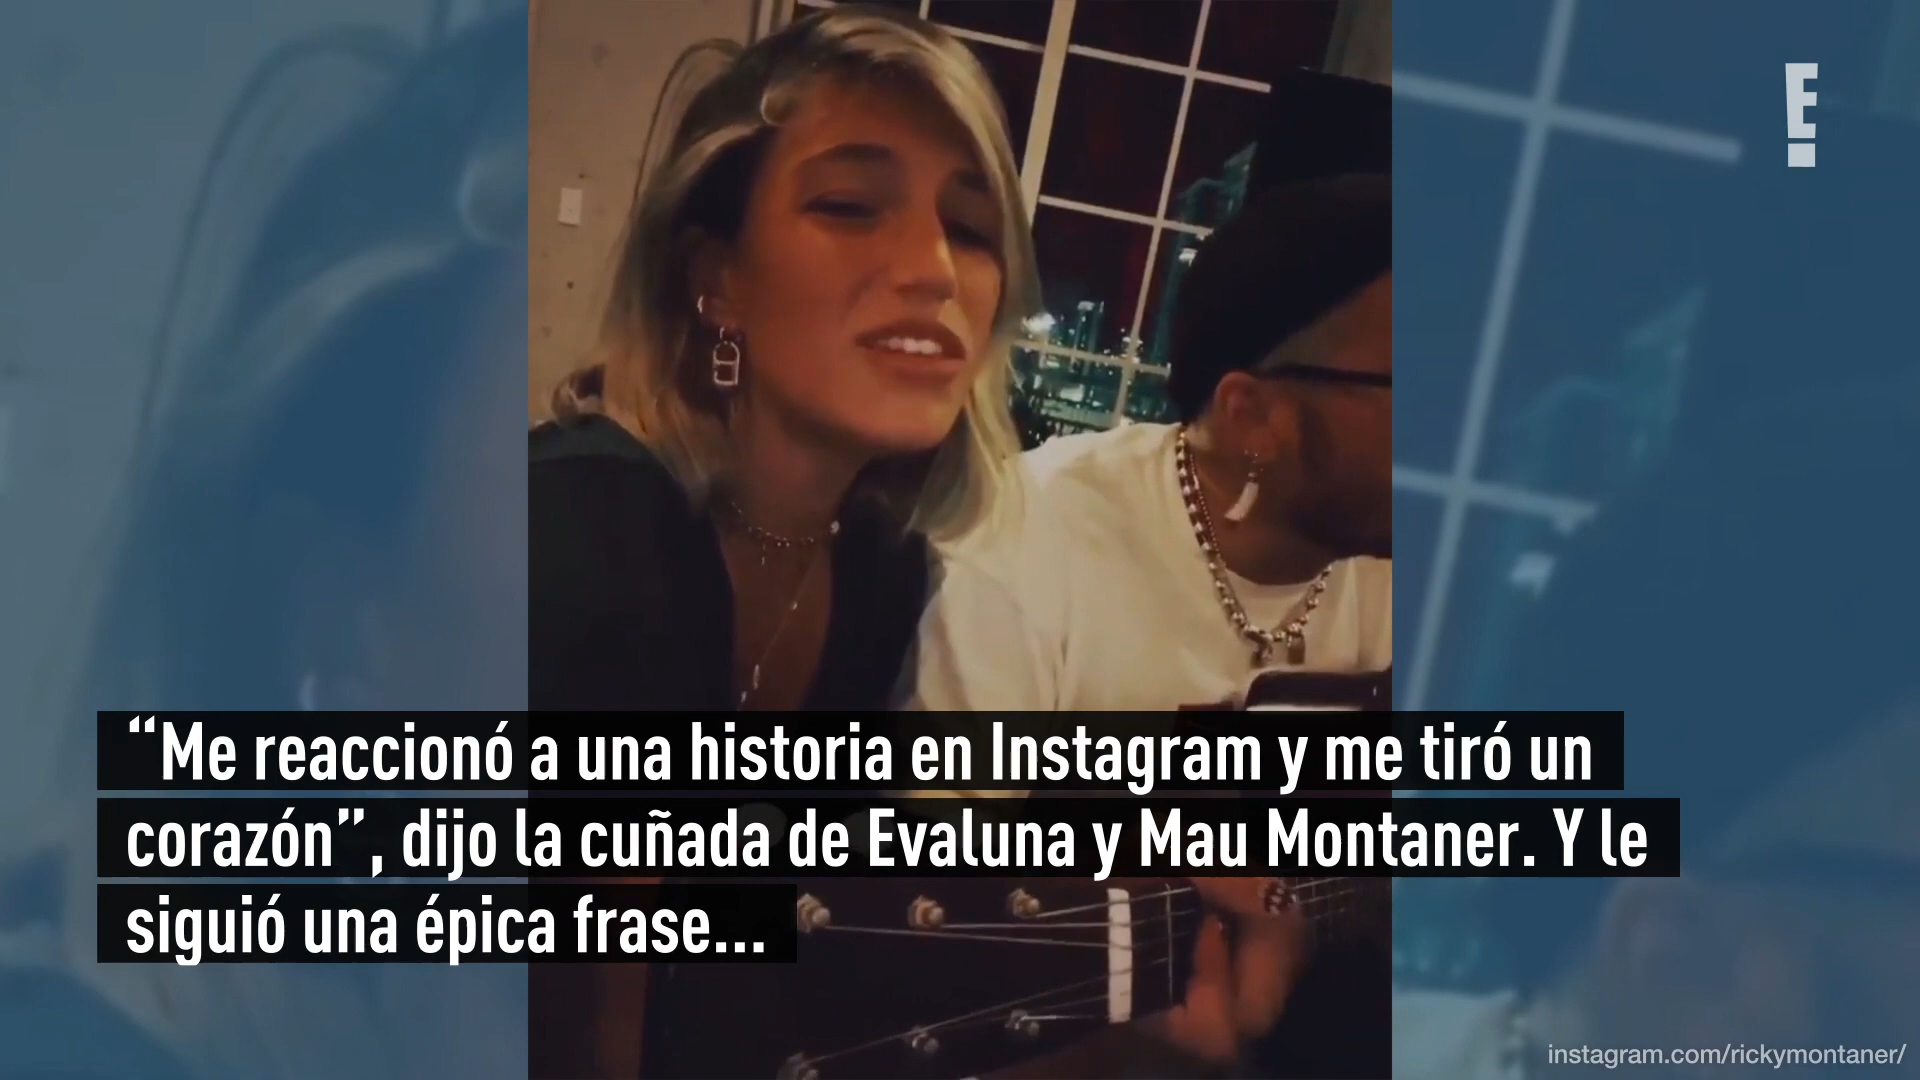 E!
“Me reaccionó a una historia en Instagram y me tiró un
corazón”, dijo la cuñada de Evaluna y Mau Montaner. Y le
siguió una épica frase...
instagram.com/rickymontaner/